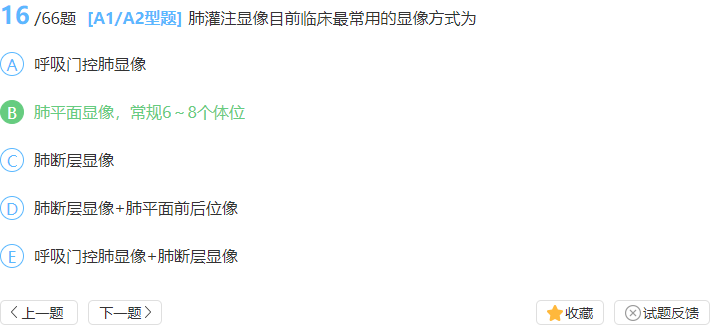 16 /66题 [A1/A2型题] 肺灌注显像目前临床最常用的显像方式为
A 呼吸门控肺显像
B 肺平面显像，常规6～8个体位
C 肺断层显像
D 肺断层显像+肺平面前后位像
E 呼吸门控肺显像+肺断层显像
上一题 下一题 收藏 试题反馈